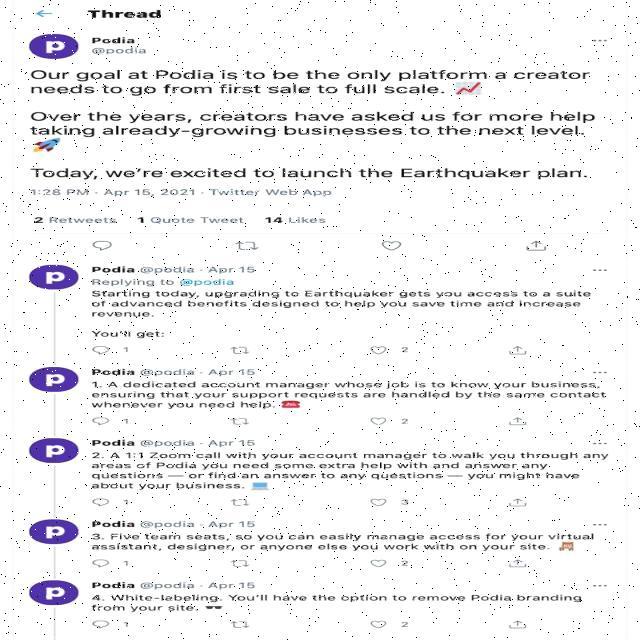 ← Thread
Podia
@podia
Our goal at Podia is to be the only platform a creator
needs to go from first sale to full scale. 📈
Over the years, creators have asked us for more help
taking already-growing businesses to the next level.
🚀
Today, we're excited to launch the Earthquaker plan.
1:28 PM · Apr 15, 2021 · Twitter Web App
2 Retweets 1 Quote Tweet 14 Likes
Podia @podia · Apr 15
Replying to @podia
Starting today, upgrading to Earthquaker gets you access to a suite
of advanced benefits designed to help you save time and increase
revenue.
You'll get:
1 2
Podia @podia · Apr 15
1. A dedicated account manager whose job is to know your business,
ensuring that your support requests are handled by the same contact
whenever you need help. ☎️
1 2
Podia @podia · Apr 15
2. A 1:1 Zoom call with your account manager to walk you through any
areas of Podia you need some extra help with and answer any
questions — or find an answer to any questions — you might have
about your business. 💻
1 3
Podia @podia · Apr 15
3. Five team seats, so you can easily manage access for your virtual
assistant, designer, or anyone else you work with on your site.
1 2
Podia @podia · Apr 15
4. White-labeling. You'll have the option to remove Podia branding
from your site. 🕶️
1 2